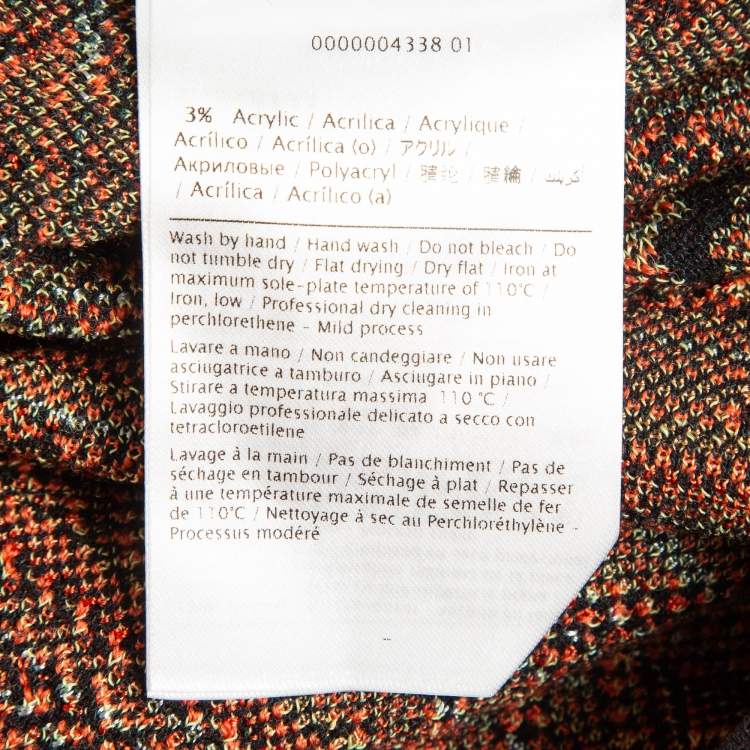 0000004338 01
3% Acrylic / Acrilica / Acrylique /
Acrílico / Acrílica (o) / アクリル /
Акриловые / Polyacryl / 腈纶 / 腈綸 /
/ Acrílica / Acrílico (a)
Wash by hand / Hand wash / Do not bleach / Do
not tumble dry / Flat drying / Dry flat / Iron at
maximum sole-plate temperature of 110°C /
Iron, low / Professional dry cleaning in
perchlorethene - Mild process
Lavare a mano / Non candeggiare / Non usare
asciugatrice a tamburo / Asciugare in piano /
Stirare a temperatura massima 110 °C /
Lavaggio professionale delicato a secco con
tetracloroetilene
Lavage à la main / Pas de blanchiment / Pas de
séchage en tambour / Séchage à plat / Repasser
à une température maximale de semelle de fer
de 110°C / Nettoyage à sec au Perchloréthylène -
Processus modéré